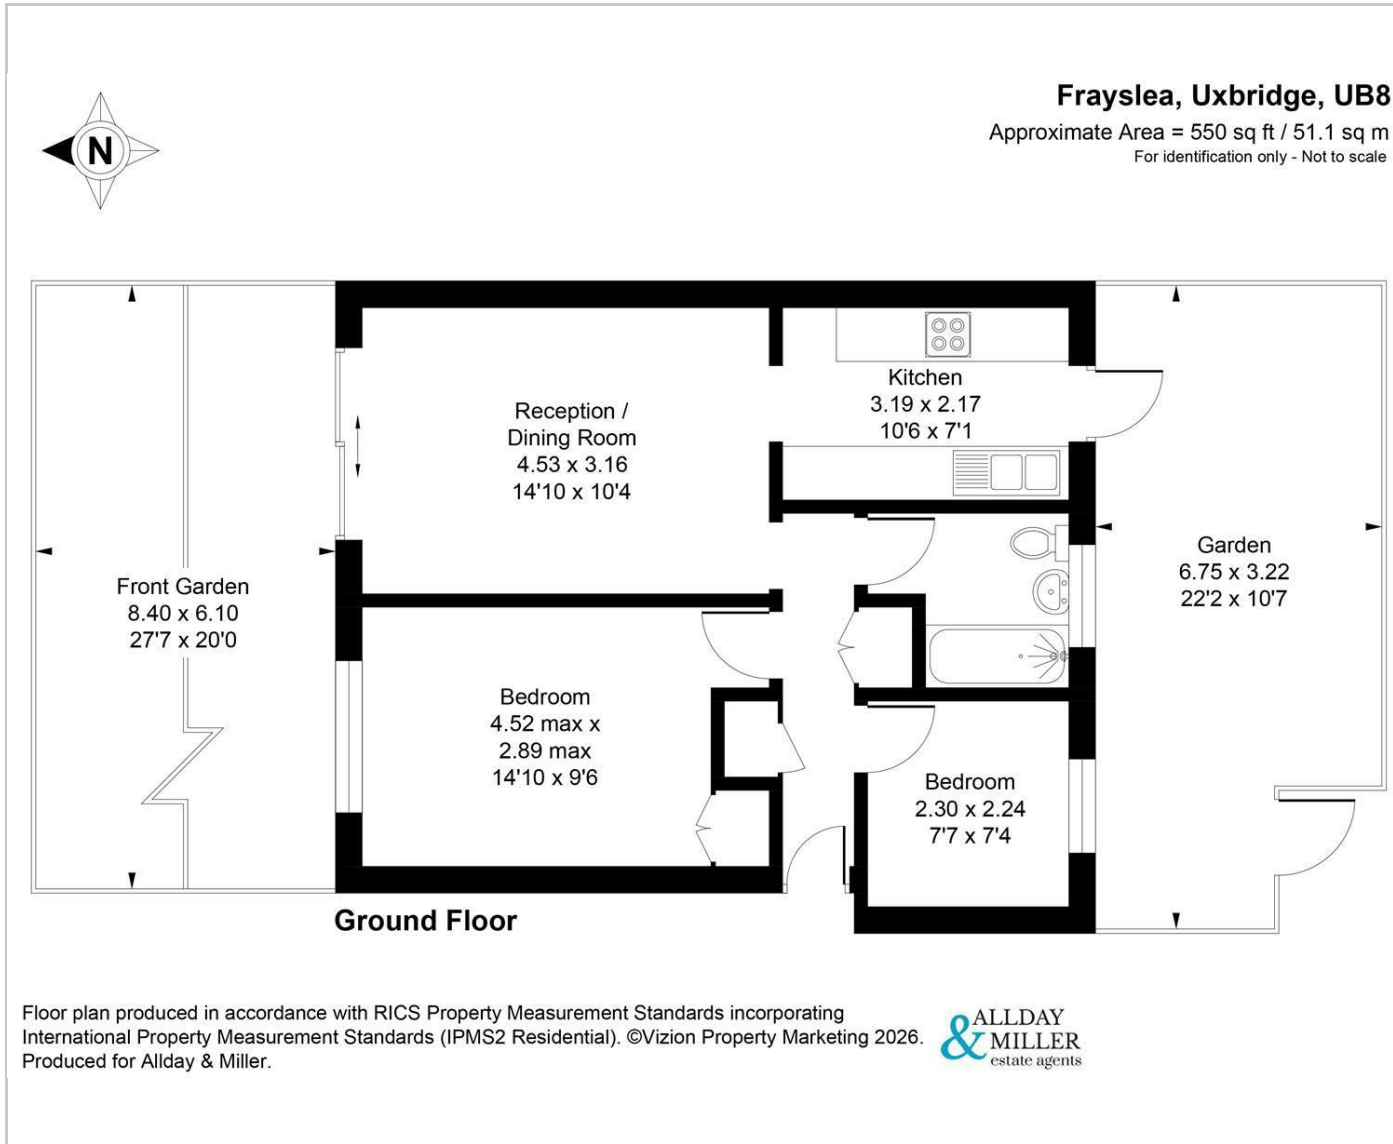 Frayslea, Uxbridge, UB8
Approximate Area = 550 sq ft / 51.1 sq m
For identification only - Not to scale
N
Reception /
Dining Room
4.53 x 3.16
14'10 x 10'4
Kitchen
3.19 x 2.17
10'6 x 7'1
Front Garden
8.40 x 6.10
27'7 x 20'0
Garden
6.75 x 3.22
22'2 x 10'7
Bedroom
4.52 max x
2.89 max
14'10 x 9'6
Bedroom
2.30 x 2.24
7'7 x 7'4
Ground Floor
Floor plan produced in accordance with RICS Property Measurement Standards incorporating
International Property Measurement Standards (IPMS2 Residential). ©Vizion Property Marketing 2026.
Produced for Allday & Miller.
ALLDAY
& MILLER
estate agents